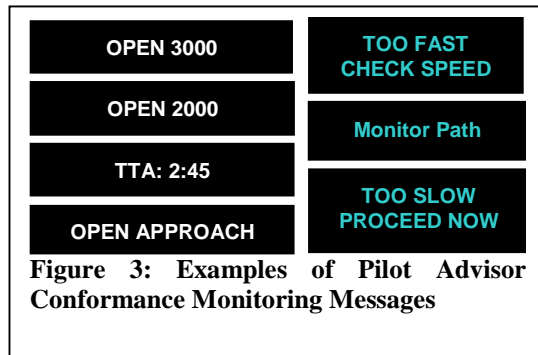 OPEN 3000
OPEN 2000
TTA: 2:45
OPEN APPROACH
TOO FAST
CHECK SPEED
Monitor Path
TOO SLOW
PROCEED NOW
Figure 3: Examples of Pilot Advisor
Conformance Monitoring Messages